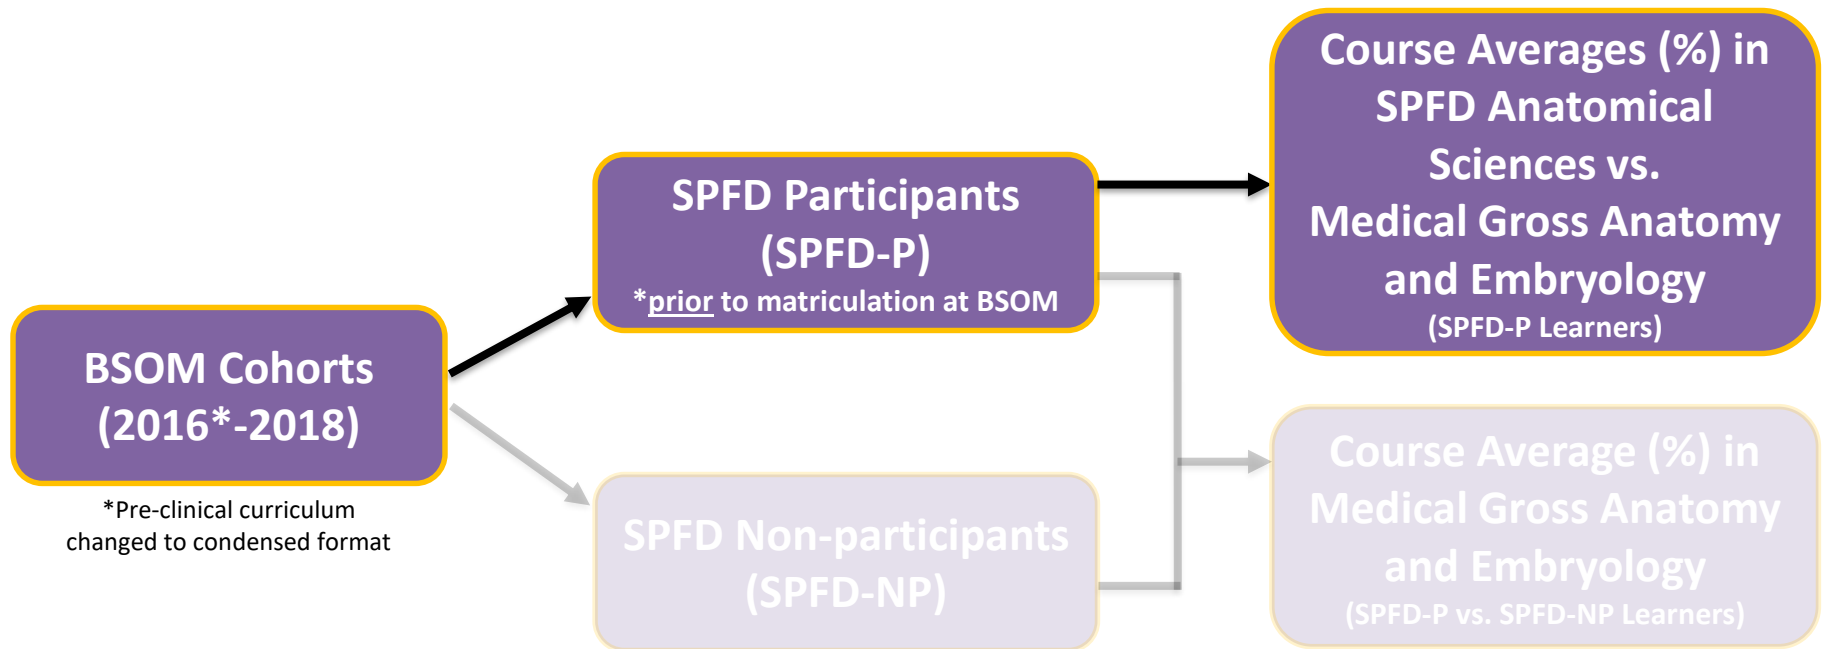 BSOM Cohorts
(2016*-2018)
*Pre-clinical curriculum
changed to condensed format
SPFD Participants
(SPFD-P)
*prior to matriculation at BSOM
SPFD Non-participants
(SPFD-NP)
Course Averages (%) in
SPFD Anatomical
Sciences vs.
Medical Gross Anatomy
and Embryology
(SPFD-P Learners)
Course Average (%) in
Medical Gross Anatomy
and Embryology
(SPFD-P vs. SPFD-NP Learners)